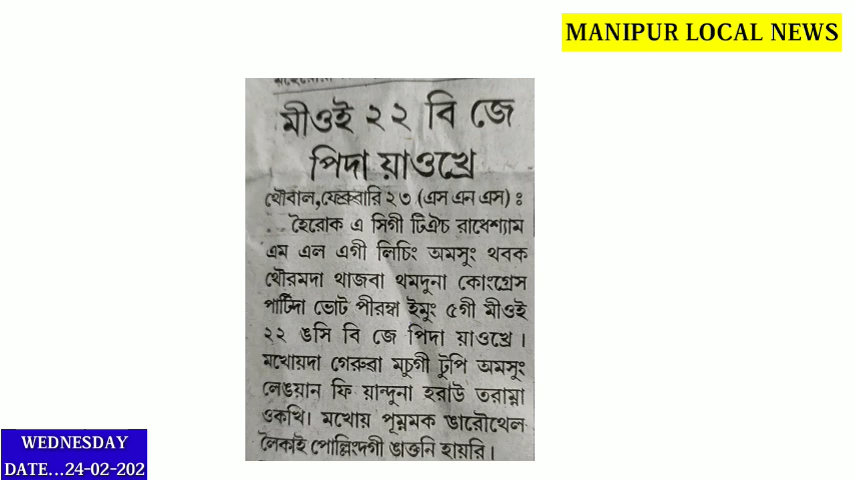 MANIPUR LOCAL NEWS
মীওই ২২ বি জে
পিদা য়াওখ্রে
থৌবাল,ফেব্রুবারি ২৩ (এস এন এস) ঃ
হৈরোক এ সিগী টিঐচ রাধেশ্যাম
এম এল এগী লিচিং অমসুং থবক
থৌরমদা থাজবা থমদুনা কোংগ্রেস
পার্টিদা ভোট পীরম্বা ইমুং ৫গী মীওই
২২ ঙসি বি জে পিদা য়াওখ্রে।
মখোয়দা গেরুৱা মচুগী টুপি অমসুং
লেঙয়ান ফি য়ান্দুনা হরাউ তরাম্না
ওকখি। মখোয় পূম্নমক ঙারৌথেল
লৈকাই পোল্লিংদগী ঙাক্তনি হায়রি।
WEDNESDAY
DATE...24-02-202